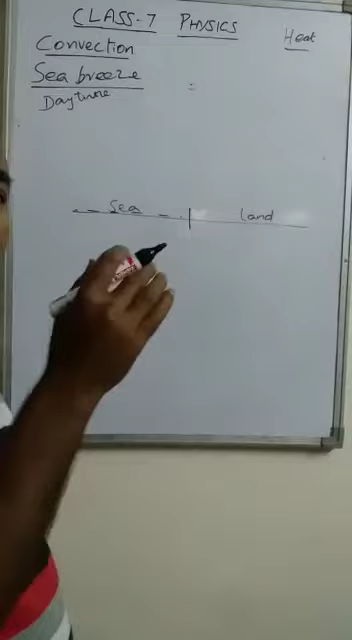 CLASS-7 PHYSICS
Heat
Convection
Sea breeze
Daytime
Sea land